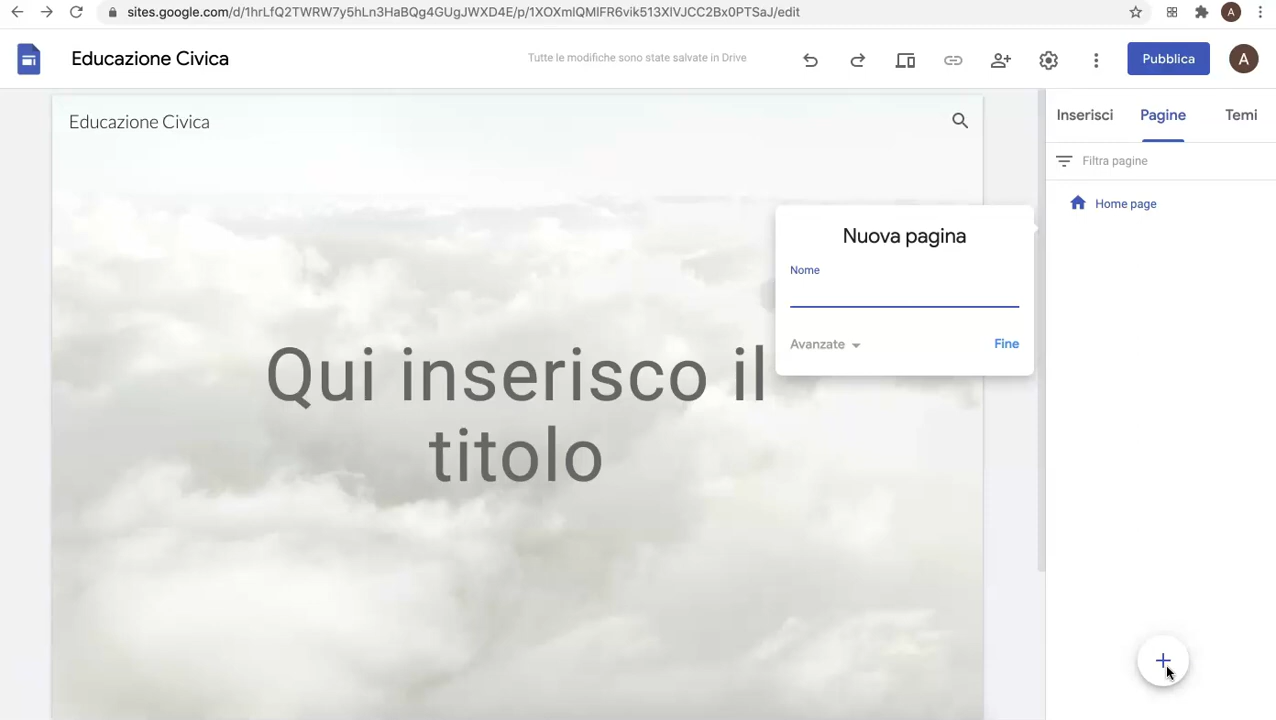 sites.google.com/d/1hrLfQ2TWRW7y5hLn3HaBQg4GUgJWXD4E/p/1XOXmlQMlFR6vik513XlVJCC2Bx0PTSaJ/edit
A
Educazione Civica
Tutte le modifiche sono state salvate in Drive
Pubblica
A
Educazione Civica
Inserisci
Pagine
Temi
Filtra pagine
Home page
Nuova pagina
Nome
Avanzate
Fine
Qui inserisco il
titolo